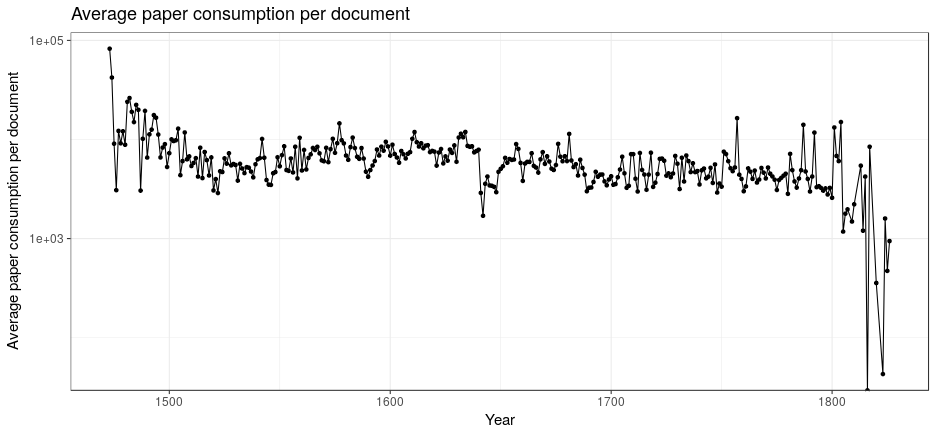 Average paper consumption per document
Average paper consumption per document
1e+05
1e+03
1500
1600
1700
1800
Year